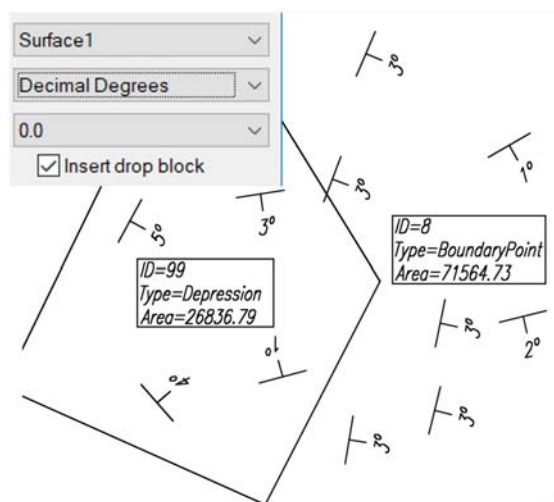 Surface1
Decimal Degrees
0.0
Insert drop block
3°
1°
3°
3°
5°
ID=99
Type=Depression
Area=26836.79
ID=8
Type=BoundaryPoint
Area=71564.73
3°
2°
1°
4°
3°
3°